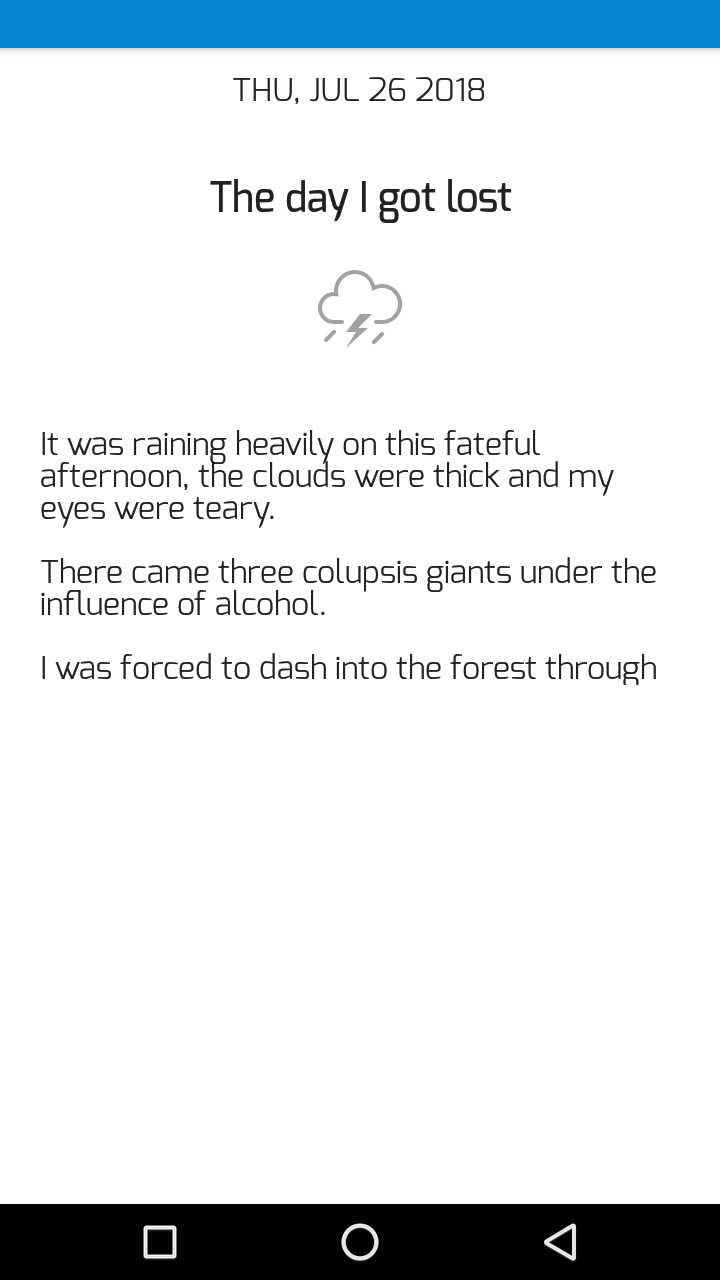 THU, JUL 26 2018
The day I got lost
It was raining heavily on this fateful
afternoon, the clouds were thick and my
eyes were teary.
There came three colupsis giants under the
influence of alcohol.
I was forced to dash into the forest through